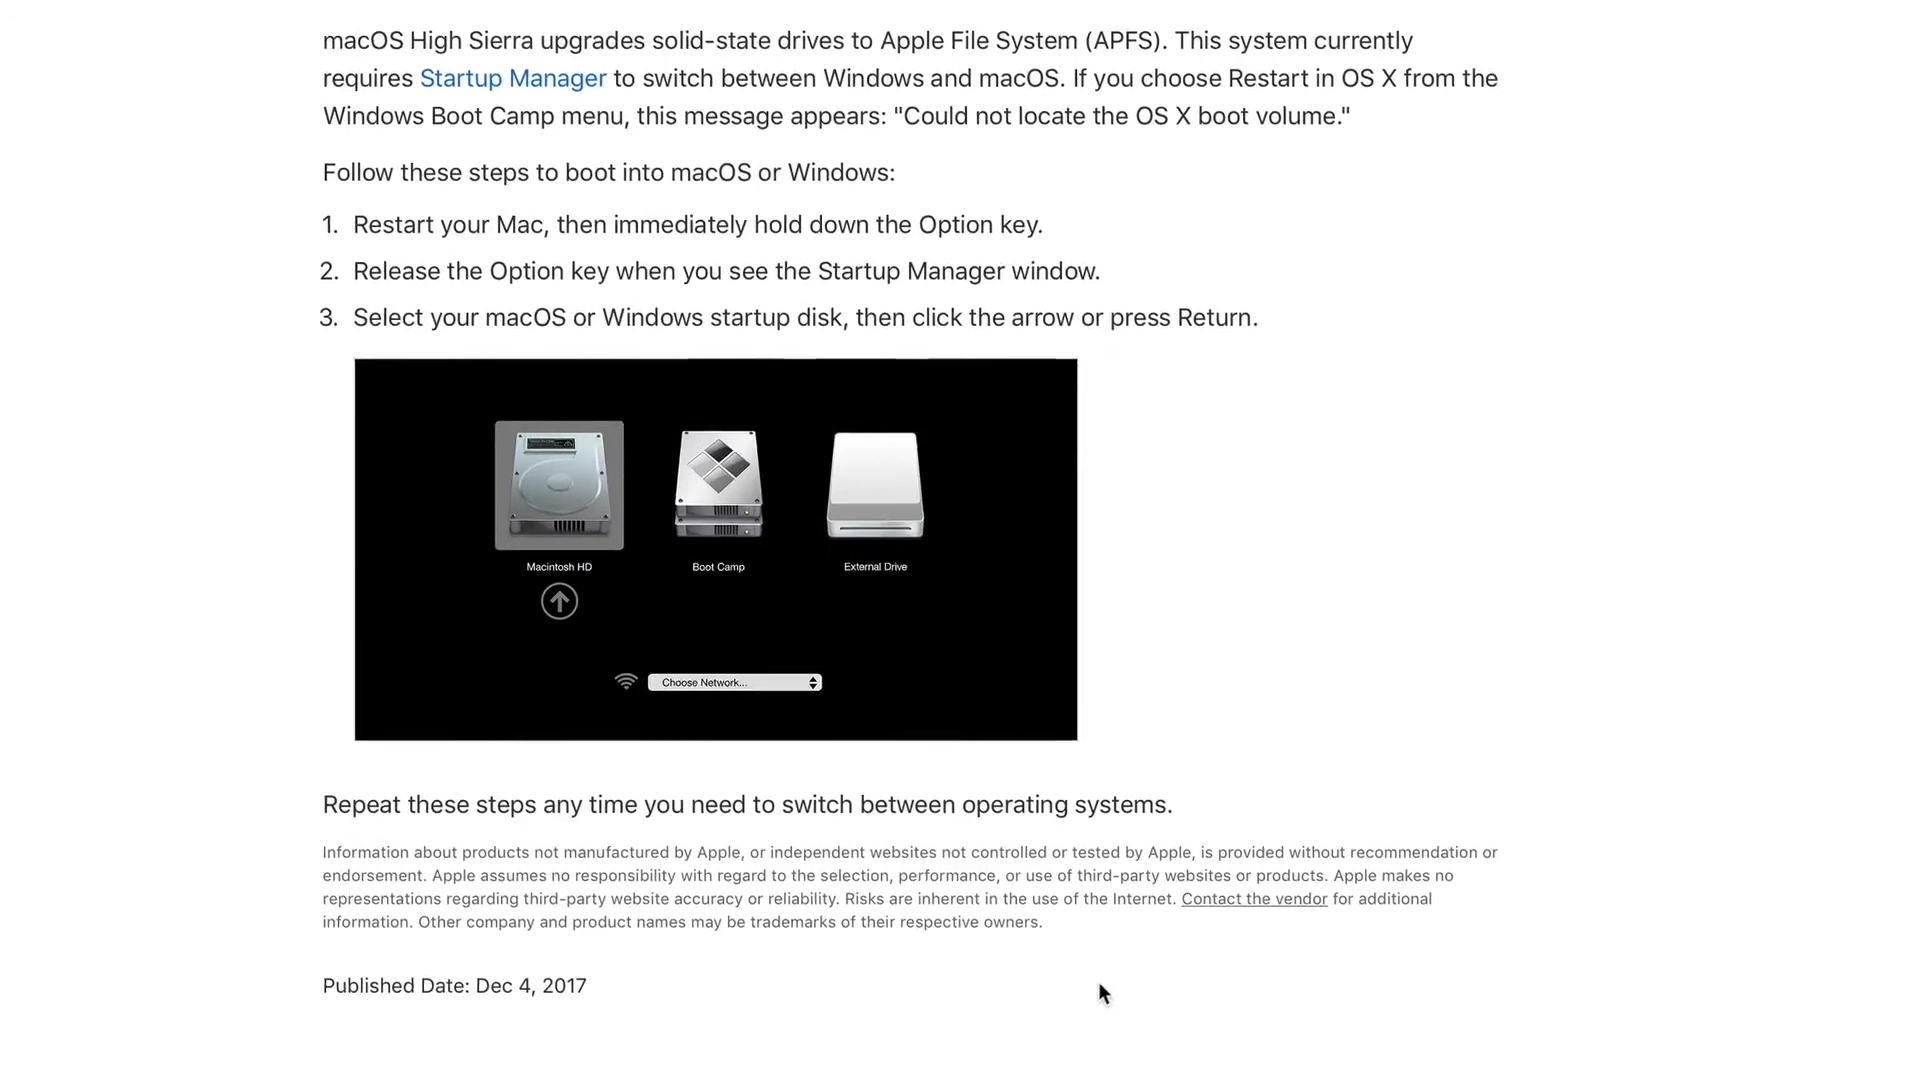 macOS High Sierra upgrades solid-state drives to Apple File System (APFS). This system currently
requires Startup Manager to switch between Windows and macOS. If you choose Restart in OS X from the
Windows Boot Camp menu, this message appears: "Could not locate the OS X boot volume."
Follow these steps to boot into macOS or Windows:
1. Restart your Mac, then immediately hold down the Option key.
2. Release the Option key when you see the Startup Manager window.
3. Select your macOS or Windows startup disk, then click the arrow or press Return.
Macintosh HD
Boot Camp
External Drive
Choose Network...
Repeat these steps any time you need to switch between operating systems.
Information about products not manufactured by Apple, or independent websites not controlled or tested by Apple, is provided without recommendation or
endorsement. Apple assumes no responsibility with regard to the selection, performance, or use of third-party websites or products. Apple makes no
representations regarding third-party website accuracy or reliability. Risks are inherent in the use of the Internet. Contact the vendor for additional
information. Other company and product names may be trademarks of their respective owners.
Published Date: Dec 4, 2017